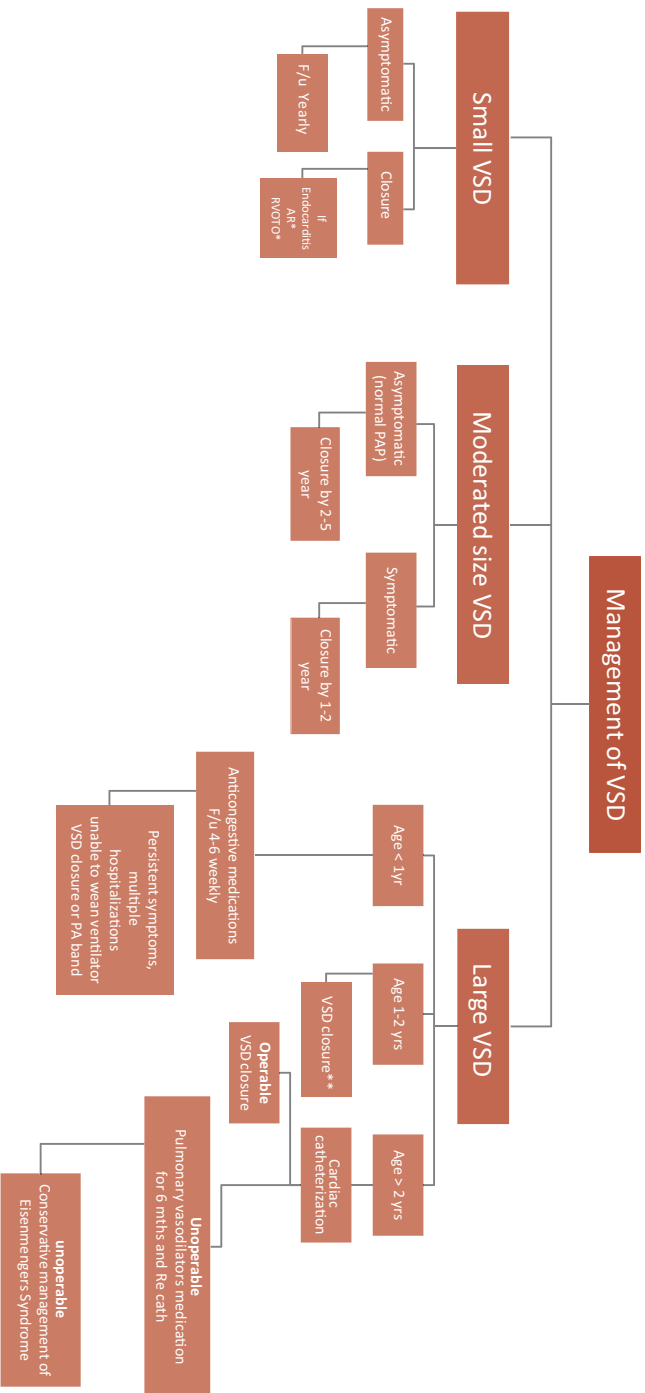 Management of VSD
Small VSD
Asymptomatic
F/u Yearly
Closure
If
Endocarditis
AR*
RVOTO*
Moderated size VSD
Asymptomatic
(normal PAP)
Closure by 2-5
year
Symptomatic
Closure by 1-2
year
Large VSD
Age < 1yr
Anticongestive medications
F/u 4-6 weekly
Persistent symptoms,
multiple
hospitalizations
unable to wean ventilator
VSD closure or PA band
Age 1-2 yrs
VSD closure**
Age > 2 yrs
Cardiac
catheterization
Operable
VSD closure
Unoperable
Pulmonary vasodilators medication
for 6 mths and Re cath
unoperable
Conservative management of
Eisenmengers Syndrome